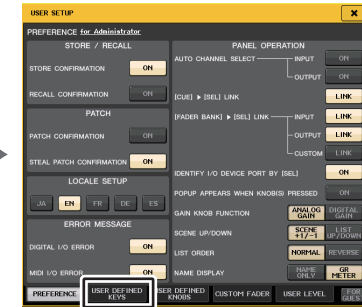 USER SETUP
PREFERENCE for Administrator
STORE / RECALL
STORE CONFIRMATION ON
RECALL CONFIRMATION ON
PATCH
PATCH CONFIRMATION ON
STEAL PATCH CONFIRMATION ON
LOCALE SETUP
JA EN FR DE ES
ERROR MESSAGE
DIGITAL I/O ERROR ON
MIDI I/O ERROR ON
PANEL OPERATION
AUTO CHANNEL SELECT INPUT ON
OUTPUT ON
[CUE] ▶ [SEL] LINK LINK
[FADER BANK] ▶ [SEL] LINK INPUT LINK
OUTPUT LINK
CUSTOM LINK
IDENTIFY I/O DEVICE PORT BY [SEL] ON
POPUP APPEARS WHEN KNOB(S) PRESSED ON
GAIN KNOB FUNCTION ANALOG GAIN DIGITAL GAIN
SCENE UP/DOWN SCENE +1/-1 LIST UP/DOWN
LIST ORDER NORMAL REVERSE
NAME DISPLAY NAME ONLY GR METER
PREFERENCE USER DEFINED KEYS USER DEFINED KNOBS CUSTOM FADER USER LEVEL FOR GUEST